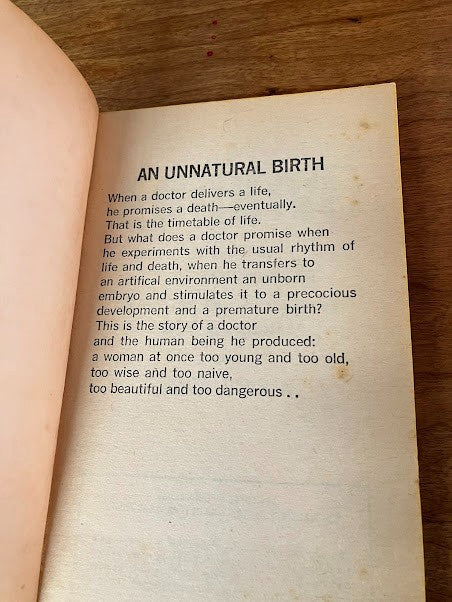 AN UNNATURAL BIRTH
When a doctor delivers a life,
he promises a death—eventually.
That is the timetable of life.
But what does a doctor promise when
he experiments with the usual rhythm of
life and death, when he transfers to
an artifical environment an unborn
embryo and stimulates it to a precocious
development and a premature birth?
This is the story of a doctor
and the human being he produced:
a woman at once too young and too old,
too wise and too naive,
too beautiful and too dangerous . .